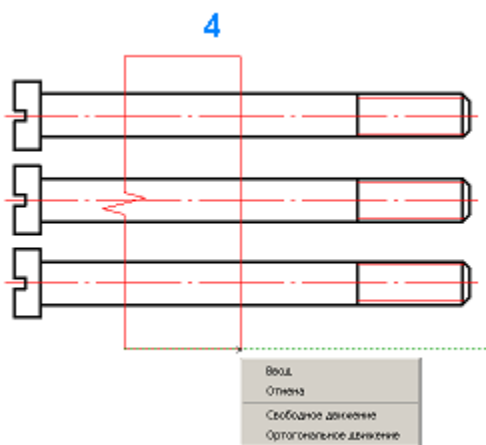 4
Ввод
Отмена
Свободное движение
Ортогональное движение